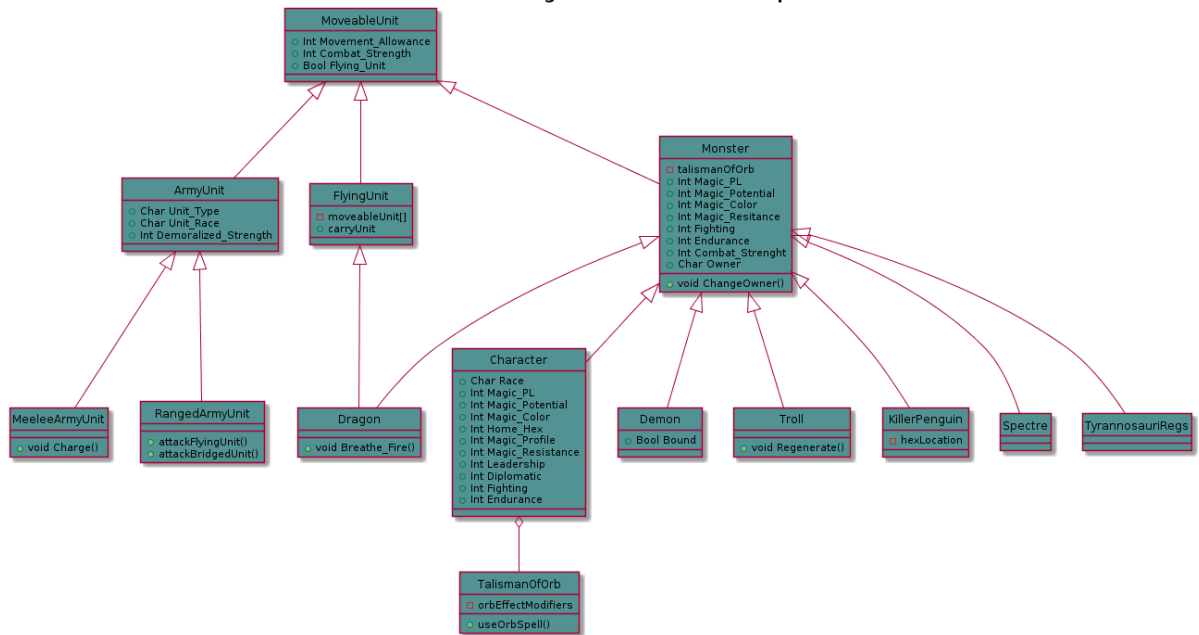 MoveableUnit
Int Movement_Allowance
Int Combat_Strength
Bool Flying_Unit
Monster
talismanOfOrb
Int Magic_PL
Int Magic_Potential
Int Magic_Color
Int Magic_Resitance
Int Fighting
Int Endurance
Int Combat_Strenght
Char Owner
void ChangeOwner()
ArmyUnit
Char Unit_Type
Char Unit_Race
Int Demoralized_Strength
FlyingUnit
moveableUnit[]
carryUnit
Character
Char Race
Int Magic_PL
Int Magic_Potential
Int Magic_Color
Int Home_Hex
Int Magic_Profile
Int Magic_Resistance
Int Leadership
Int Diplomatic
Int Fighting
Int Endurance
MeeleeArmyUnit
void Charge()
RangedArmyUnit
attackFlyingUnit()
attackBridgedUnit()
Dragon
void Breathe_Fire()
Demon
Bool Bound
Troll
void Regenerate()
KillerPenguin
hexLocation
Spectre
TyrannosauriRegs
TalismanOfOrb
orbEffectModifiers
useOrbSpell()